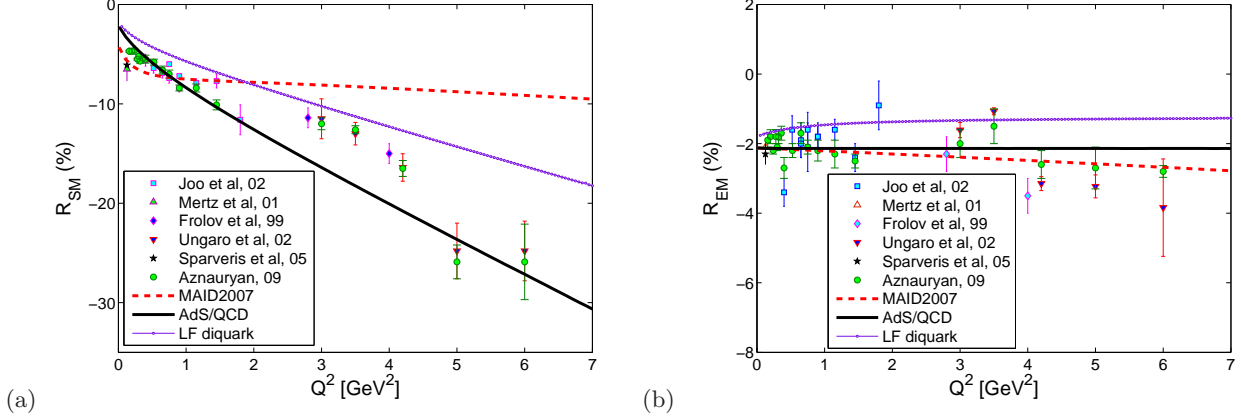 0
−10
−20
−30
R_SM (%)
0 1 2 3 4 5 6 7
Q^2 [GeV^2]
Joo et al, 02
Mertz et al, 01
Frolov et al, 99
Ungaro et al, 02
Sparveris et al, 05
Aznauryan, 09
MAID2007
AdS/QCD
LF diquark
(a)
2
0
−2
−4
−6
−8
R_EM (%)
0 1 2 3 4 5 6 7
Q^2 [GeV^2]
Joo et al, 02
Mertz et al, 01
Frolov et al, 99
Ungaro et al, 02
Sparveris et al, 05
Aznauryan, 09
MAID2007
AdS/QCD
LF diquark
(b)